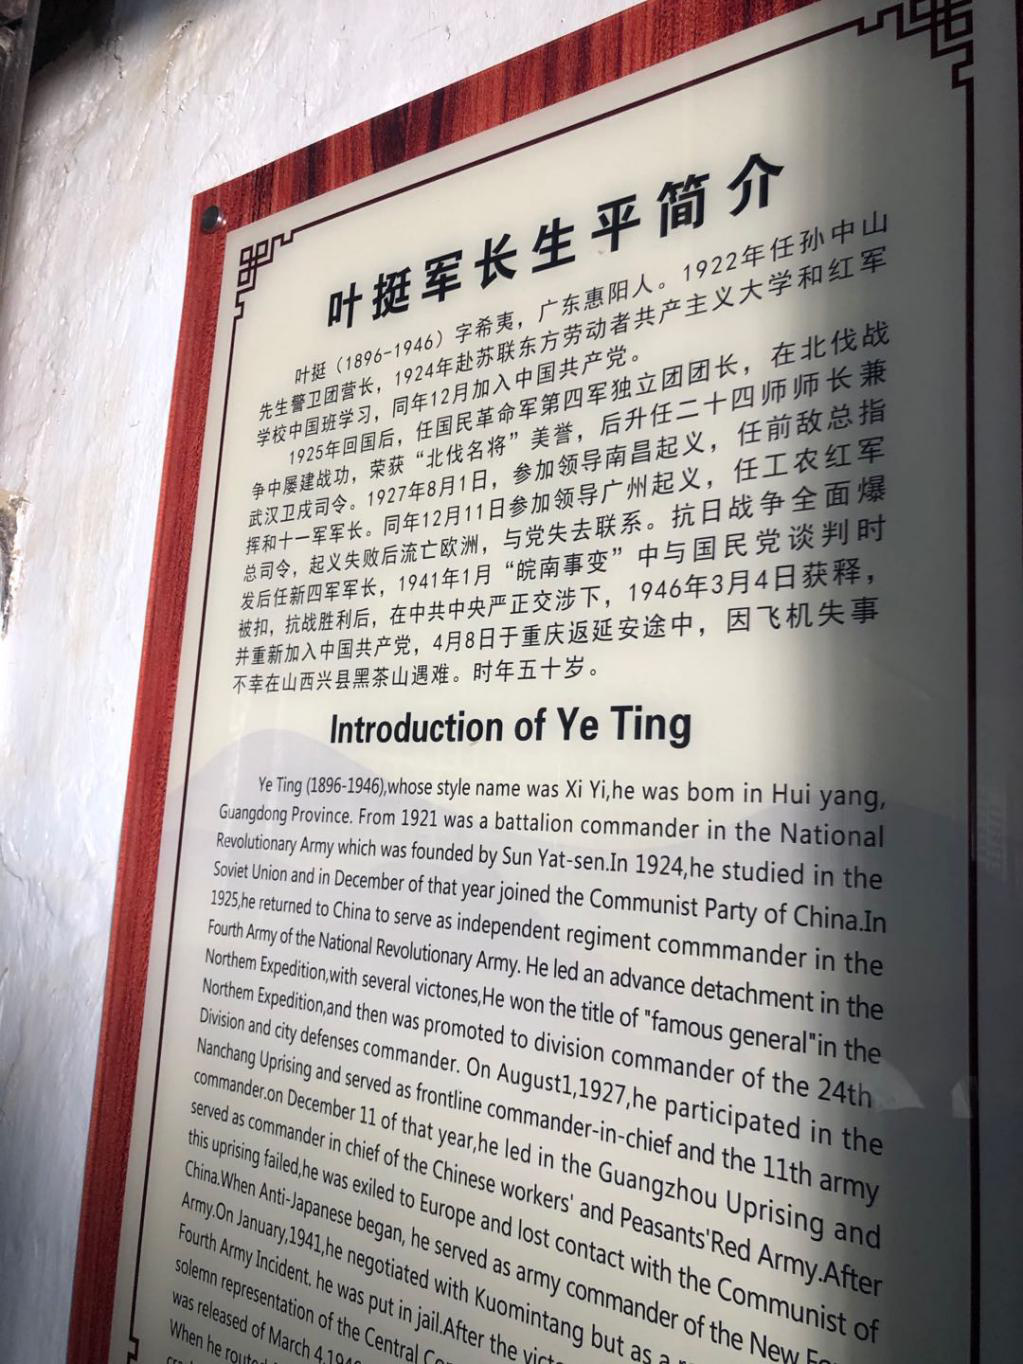 叶挺军长生平简介
叶挺（1896-1946）字希夷，广东惠阳人。1922年任孙中山
先生警卫团营长，1924年赴苏联东方劳动者共产主义大学和红军
学校中国班学习，同年12月加入中国共产党。
1925年回国后，任国民革命军第四军独立团团长，在北伐战
争中屡建战功，荣获“北伐名将”美誉，后升任二十四师师长兼
武汉卫戍司令。1927年8月1日，参加领导南昌起义，任前敌总指
挥和十一军军长。同年12月11日参加领导广州起义，任工农红军
总司令，起义失败后流亡欧洲，与党失去联系。抗日战争全面爆
发后任新四军军长，1941年1月“皖南事变”中与国民党谈判时
被扣，抗战胜利后，在中共中央严正交涉下，1946年3月4日获释，
并重新加入中国共产党，4月8日于重庆返延安途中，因飞机失事
不幸在山西兴县黑茶山遇难。时年五十岁。
Introduction of Ye Ting
Ye Ting (1896-1946),whose style name was Xi Yi,he was bom in Hui yang,
Guangdong Province. From 1921 was a battalion commander in the National
Revolutionary Army which was founded by Sun Yat-sen.In 1924,he studied in the
Soviet Union and in December of that year joined the Communist Party of China.In
1925,he returned to China to serve as independent regiment commmander in the
Fourth Army of the National Revolutionary Army. He led an advance detachment in the
Northem Expedition,with several victones,He won the title of "famous general"in the
Northem Expedition,and then was promoted to division commander of the 24th
Division and city defenses commander. On August1,1927,he participated in the
Nanchang Uprising and served as frontline commander-in-chief and the 11th army
commander.on December 11 of that year,he led in the Guangzhou Uprising and
served as commander in chief of the Chinese workers' and Peasants'Red Army.After
this uprising failed,he was exiled to Europe and lost contact with the Communist of
China.When Anti-Japanese began, he served as army commander of the New Fo
Army.On January,1941,he negotiated with Kuomintang but as a
Fourth Army Incident. he was put in jail.After the
solemn representation of the Central
was released of March 4,194
When he